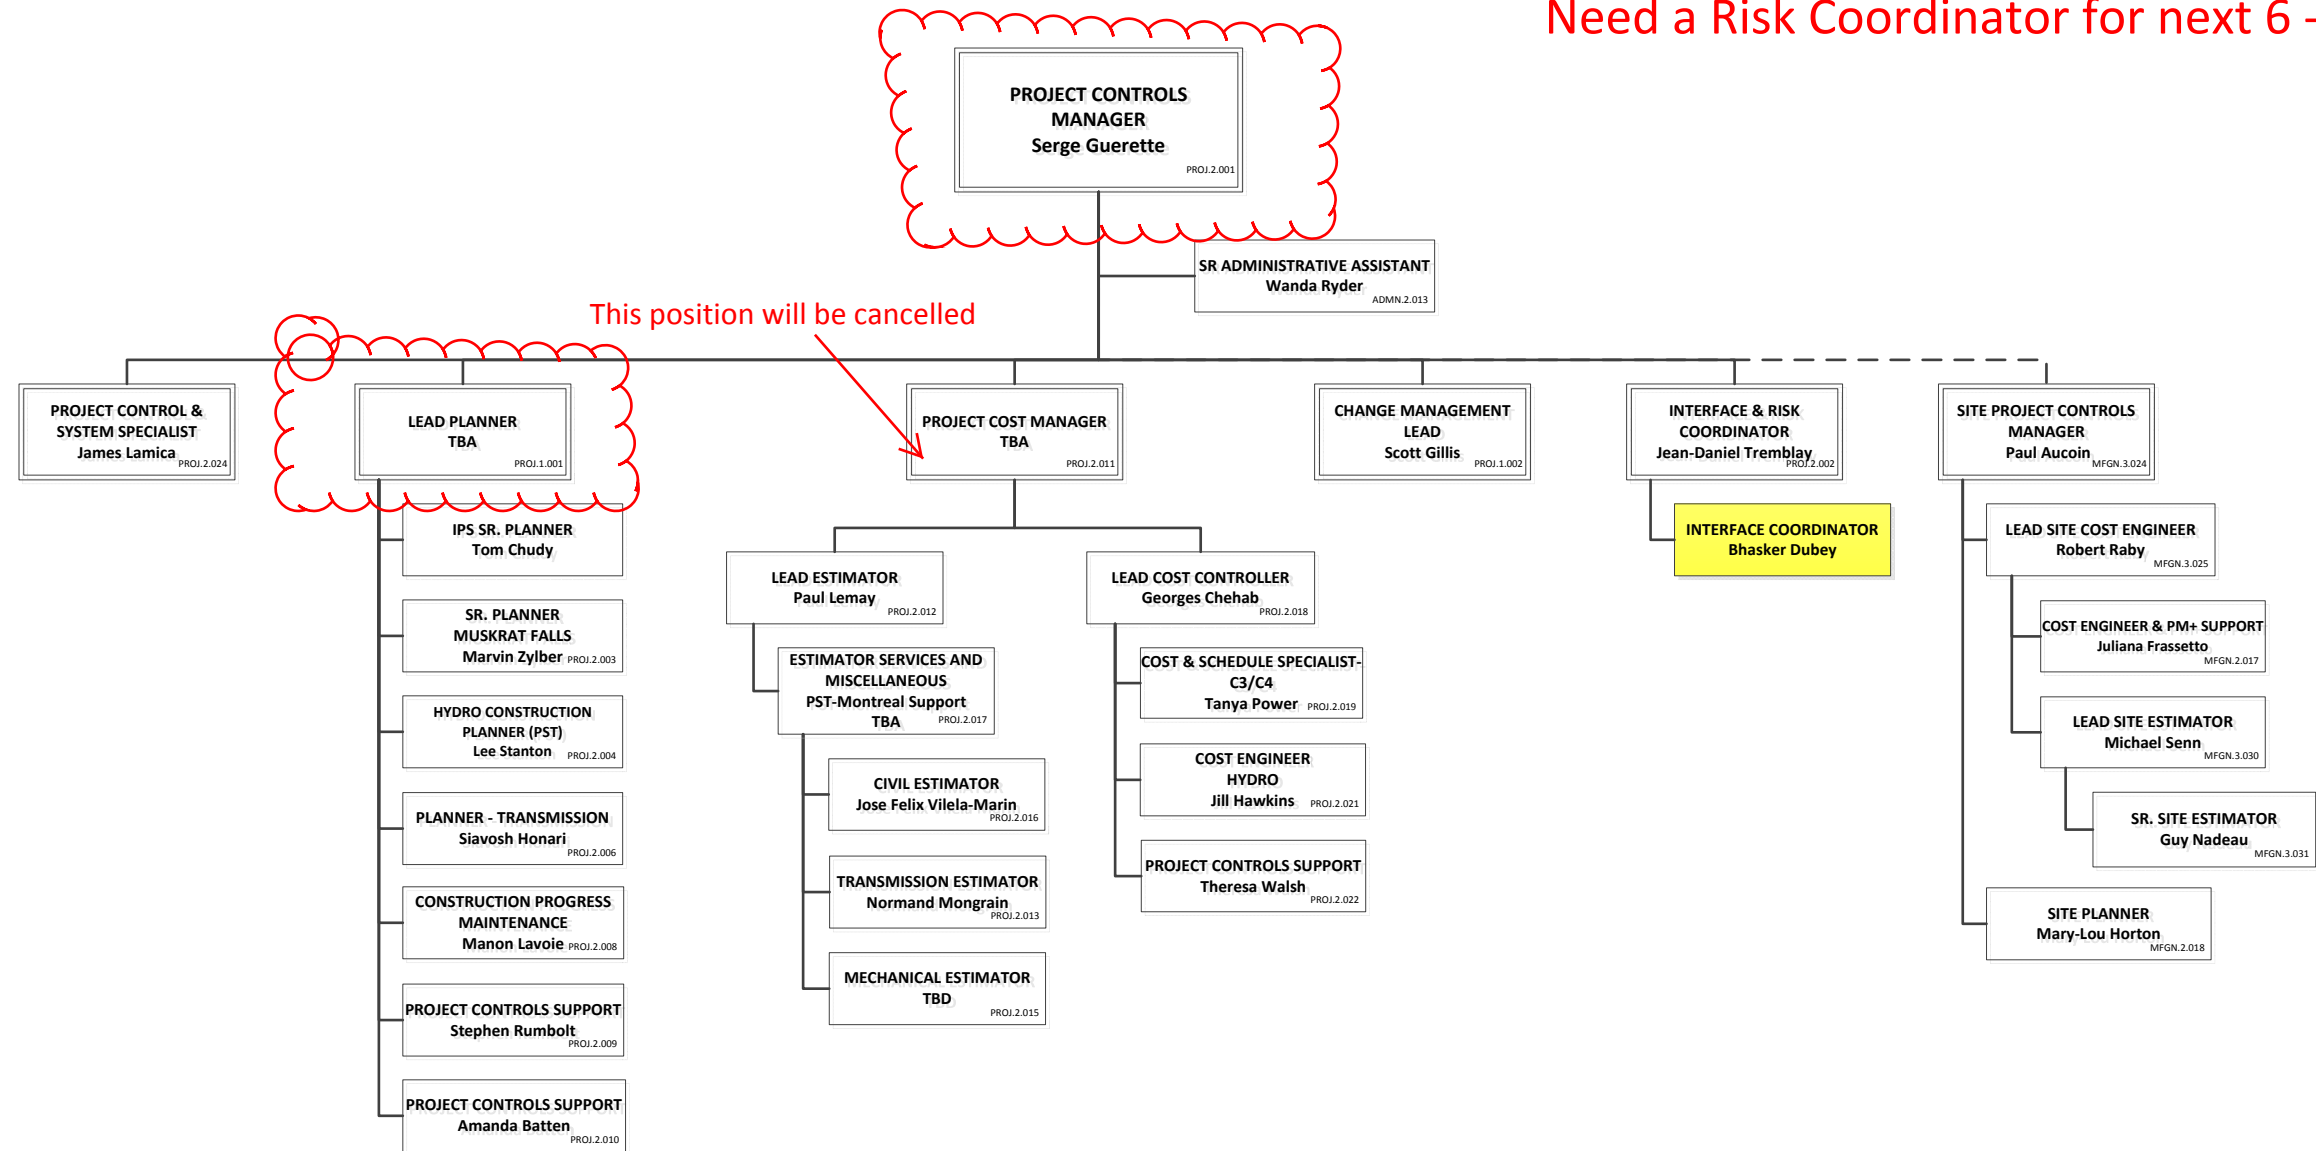 Need a Risk Coordinator for next 6 -
PROJECT CONTROLS
MANAGER
Serge Guerette
PROJ.2.001
SR ADMINISTRATIVE ASSISTANT
Wanda Ryder
ADMN.2.013
This position will be cancelled
PROJECT CONTROL &
SYSTEM SPECIALIST
James Lamica
PROJ.2.024
LEAD PLANNER
TBA
PROJ.1.001
PROJECT COST MANAGER
TBA
PROJ.2.011
CHANGE MANAGEMENT
LEAD
Scott Gillis
PROJ.1.002
INTERFACE & RISK
COORDINATOR
Jean-Daniel Tremblay
PROJ.2.002
SITE PROJECT CONTROLS
MANAGER
Paul Aucoin
MFGN.3.024
IPS SR. PLANNER
Tom Chudy
SR. PLANNER
MUSKRAT FALLS
Marvin Zylber
PROJ.2.003
HYDRO CONSTRUCTION
PLANNER (PST)
Lee Stanton
PROJ.2.004
PLANNER - TRANSMISSION
Siavosh Honari
PROJ.2.006
CONSTRUCTION PROGRESS
MAINTENANCE
Manon Lavoie
PROJ.2.008
PROJECT CONTROLS SUPPORT
Stephen Rumbolt
PROJ.2.009
PROJECT CONTROLS SUPPORT
Amanda Batten
PROJ.2.010
LEAD ESTIMATOR
Paul Lemay
PROJ.2.012
ESTIMATOR SERVICES AND
MISCELLANEOUS
PST-Montreal Support
TBA
PROJ.2.017
CIVIL ESTIMATOR
Jose Felix Vilela-Marin
PROJ.2.016
TRANSMISSION ESTIMATOR
Normand Mongrain
PROJ.2.013
MECHANICAL ESTIMATOR
TBD
PROJ.2.015
LEAD COST CONTROLLER
Georges Chehab
PROJ.2.018
COST & SCHEDULE SPECIALIST-
C3/C4
Tanya Power
PROJ.2.019
COST ENGINEER
HYDRO
Jill Hawkins
PROJ.2.021
PROJECT CONTROLS SUPPORT
Theresa Walsh
PROJ.2.022
INTERFACE COORDINATOR
Bhasker Dubey
LEAD SITE COST ENGINEER
Robert Raby
MFGN.3.025
COST ENGINEER & PM+ SUPPORT
Juliana Frassetto
MFGN.2.017
LEAD SITE ESTIMATOR
Michael Senn
MFGN.3.030
SR. SITE ESTIMATOR
Guy Nadeau
MFGN.3.031
SITE PLANNER
Mary-Lou Horton
MFGN.2.018